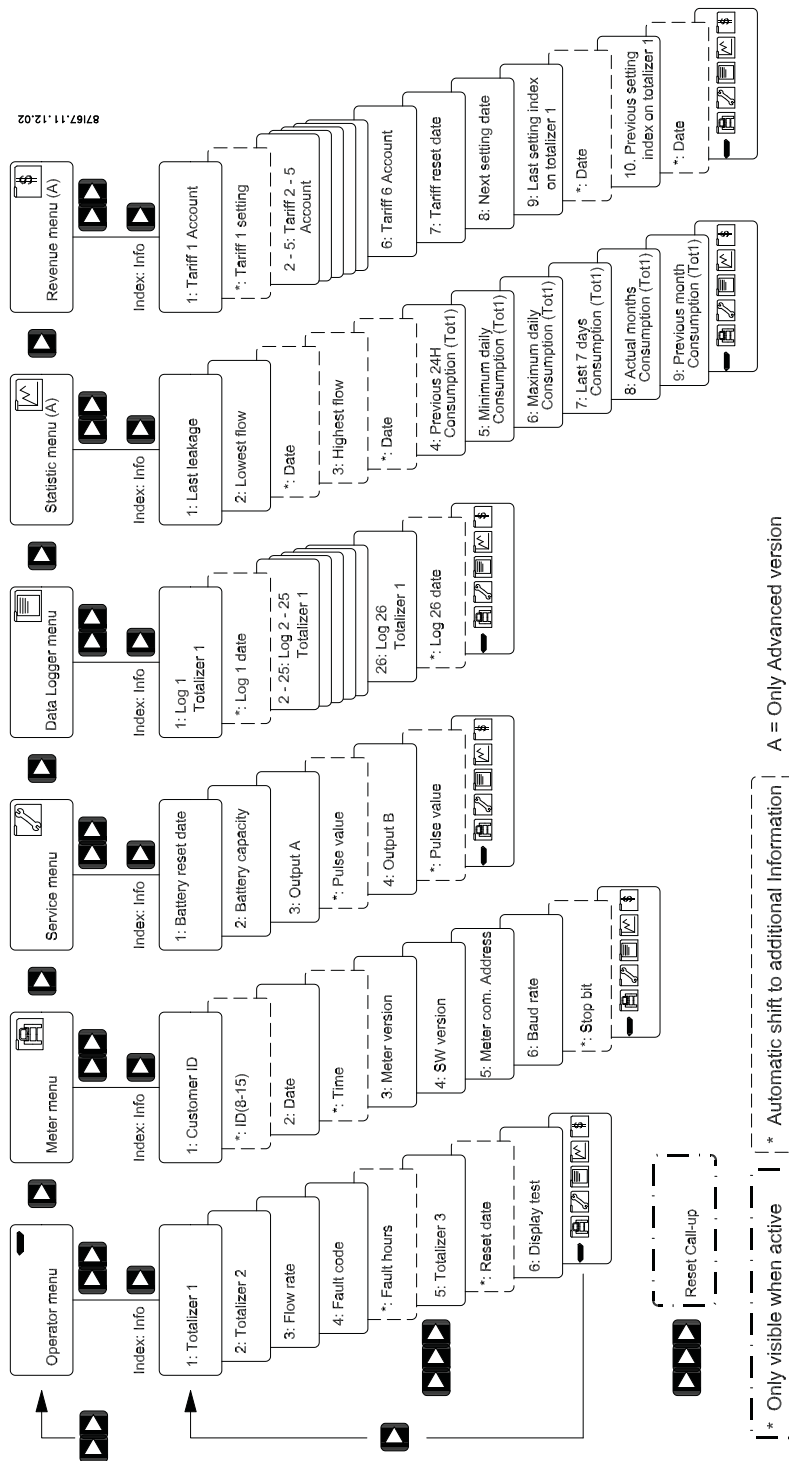 87I67.11.12.02
Operator menu
Index: Info
1: Totalizer 1
2: Totalizer 2
3: Flow rate
4: Fault code
*: Fault hours
5: Totalizer 3
*: Reset date
6: Display test
Meter menu
Index: Info
1: Customer ID
*: ID(8-15)
2: Date
*: Time
3: Meter version
4: SW version
5: Meter com. Address
6: Baud rate
*: Stop bit
Service menu
Index: Info
1: Battery reset date
2: Battery capacity
3: Output A
*: Pulse value
4: Output B
*: Pulse value
Data Logger menu
Index: Info
1: Log 1
Totalizer 1
*: Log 1 date
2 - 25: Log 2 - 25
Totalizer 1
26: Log 26
Totalizer 1
*: Log 26 date
Statistic menu (A)
Index: Info
1: Last leakage
2: Lowest flow
*: Date
3: Highest flow
*: Date
4: Previous 24H
Consumption (Tot1)
5: Minimum daily
Consumption (Tot1)
6: Maximum daily
Consumption (Tot1)
7: Last 7 days
Consumption (Tot1)
8: Actual months
Consumption (Tot1)
9: Previous month
Consumption (Tot1)
Revenue menu (A)
$
Index: Info
1: Tariff 1 Account
*: Tariff 1 setting
2 - 5: Tariff 2 - 5
Account
6: Tariff 6 Account
7: Tariff reset date
8: Next setting date
9: Last setting index
on totalizer 1
*: Date
10. Previous setting
index on totalizer 1
*: Date
$
$
$
$
$
$
Reset Call-up
* Only visible when active
* Automatic shift to additional Information
A = Only Advanced version